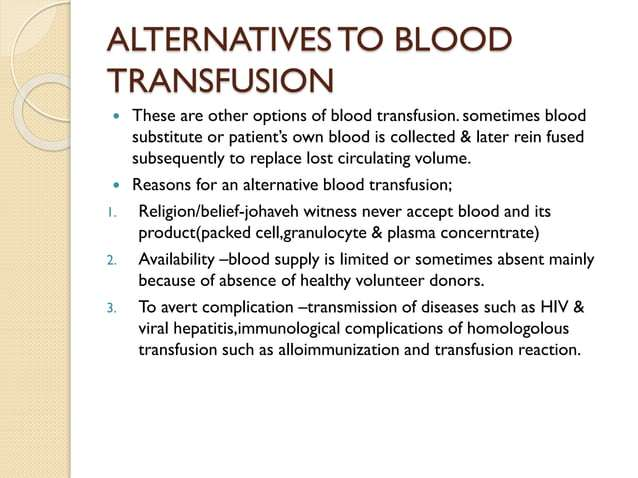 ALTERNATIVES TO BLOOD
TRANSFUSION
• These are other options of blood transfusion. sometimes blood
substitute or patient's own blood is collected & later rein fused
subsequently to replace lost circulating volume.
• Reasons for an alternative blood transfusion;
1. Religion/belief-johaveh witness never accept blood and its
product(packed cell,granulocyte & plasma concerntrate)
2. Availability –blood supply is limited or sometimes absent mainly
because of absence of healthy volunteer donors.
3. To avert complication –transmission of diseases such as HIV &
viral hepatitis,immunological complications of homologolous
transfusion such as alloimmunization and transfusion reaction.